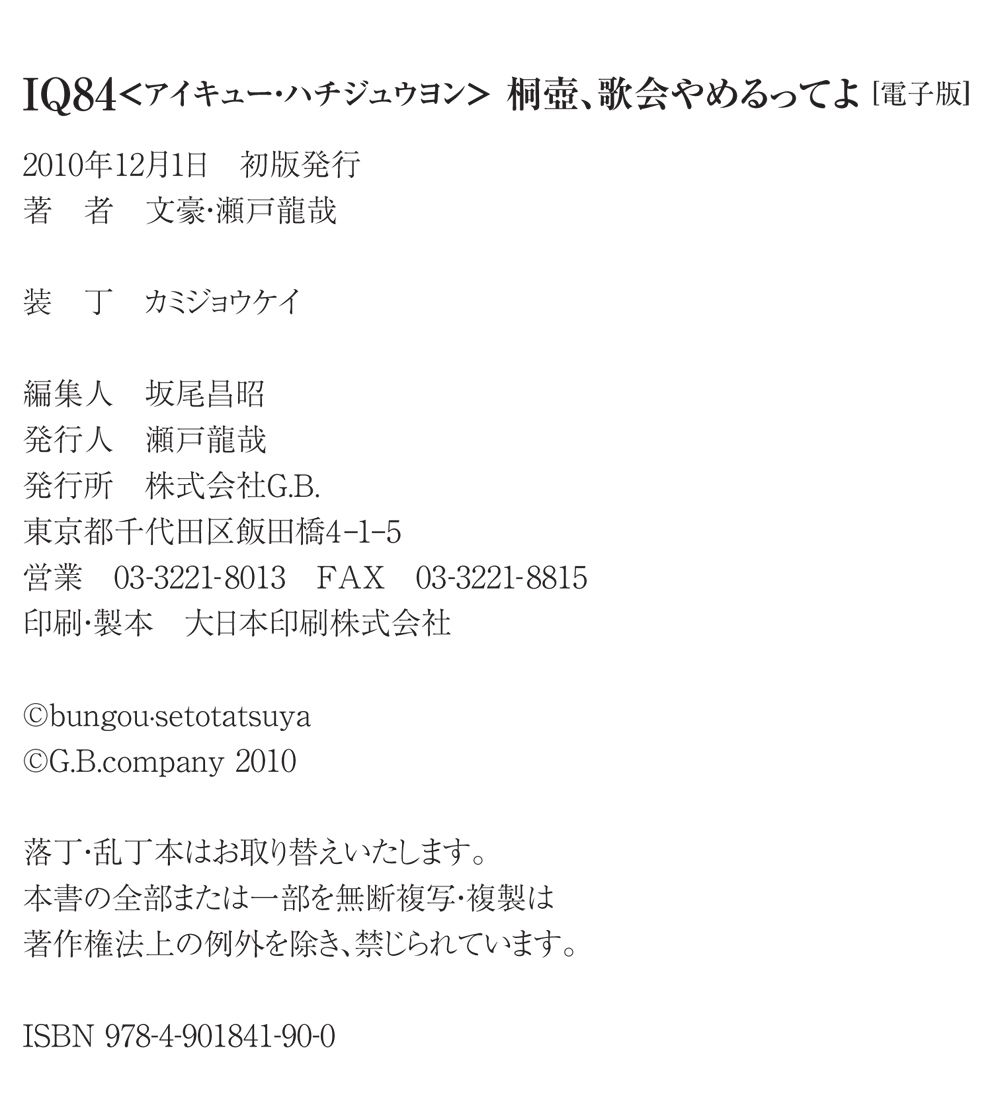 IQ84<アイキュー・ハチジュウヨン> 桐壺、歌会やめるってよ [電子版]
2010年12月1日　初版発行
著　者　文豪・瀬戸龍哉
装　丁　カミジョウケイ
編集人　坂尾昌昭
発行人　瀬戸龍哉
発行所　株式会社G.B.
東京都千代田区飯田橋4-1-5
営業　03-3221-8013　FAX　03-3221-8815
印刷・製本　大日本印刷株式会社
©bungou·setotatsuya
©G.B.company 2010
落丁・乱丁本はお取り替えいたします。
本書の全部または一部を無断複写・複製は
著作権法上の例外を除き、禁じられています。
ISBN 978-4-901841-90-0